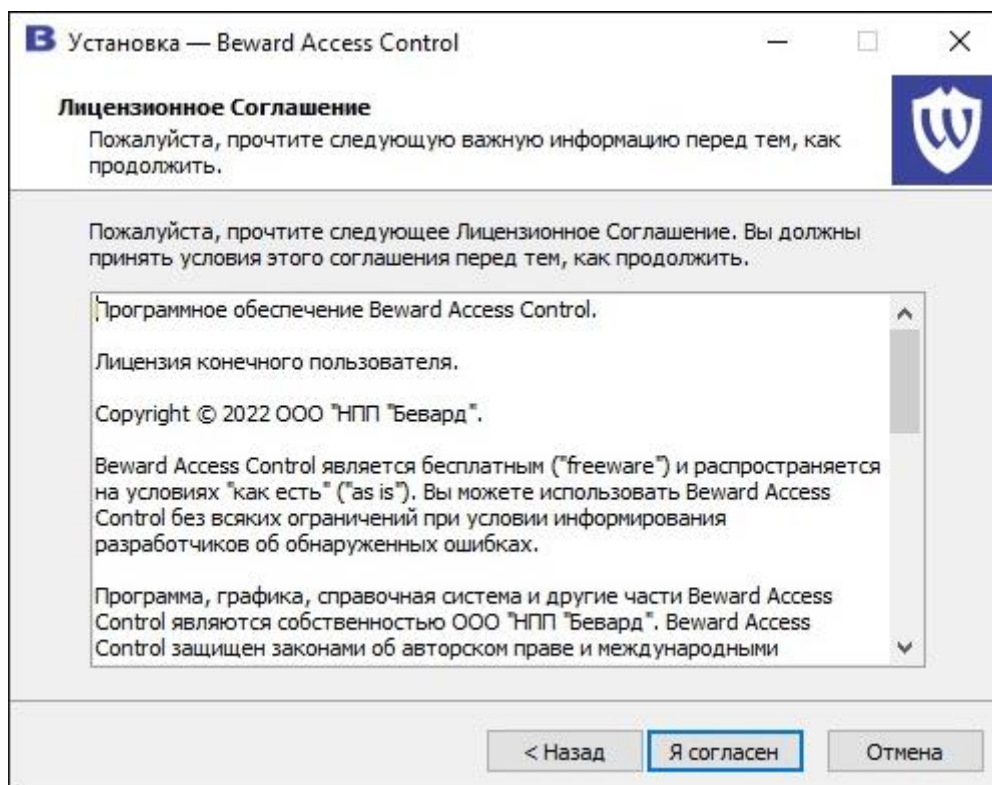 B Установка — Beward Access Control
Лицензионное Соглашение
Пожалуйста, прочтите следующую важную информацию перед тем, как
продолжить.
W
Пожалуйста, прочтите следующее Лицензионное Соглашение. Вы должны
принять условия этого соглашения перед тем, как продолжить.
Программное обеспечение Beward Access Control.
Лицензия конечного пользователя.
Copyright © 2022 ООО "НПП "Бевард".
Beward Access Control является бесплатным ("freeware") и распространяется
на условиях "как есть" ("as is"). Вы можете использовать Beward Access
Control без всяких ограничений при условии информирования
разработчиков об обнаруженных ошибках.
Программа, графика, справочная система и другие части Beward Access
Control являются собственностью ООО "НПП "Бевард". Beward Access
Control защищен законами об авторском праве и международными
< Назад
Я согласен
Отмена